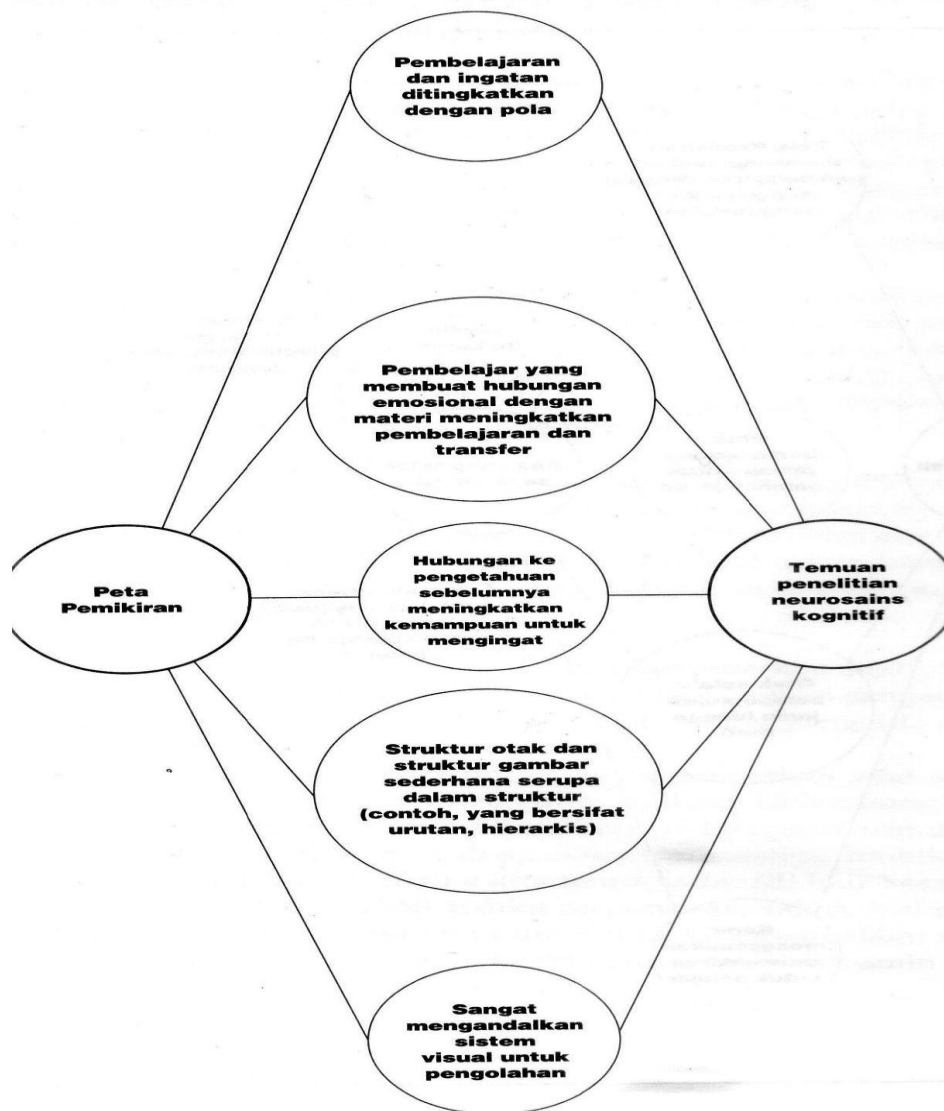 Pembelajaran
dan ingatan
ditingkatkan
dengan pola
Pembelajar yang
membuat hubungan
emosional dengan
materi meningkatkan
pembelajaran dan
transfer
Peta
Pemikiran
Hubungan ke
pengetahuan
sebelumnya
meningkatkan
kemampuan untuk
mengingat
Temuan
penelitian
neurosains
kognitif
Struktur otak dan
struktur gambar
sederhana serupa
dalam struktur
(contoh, yang bersifat
urutan, hierarkis)
Sangat
mengandalkan
sistem
visual untuk
pengolahan